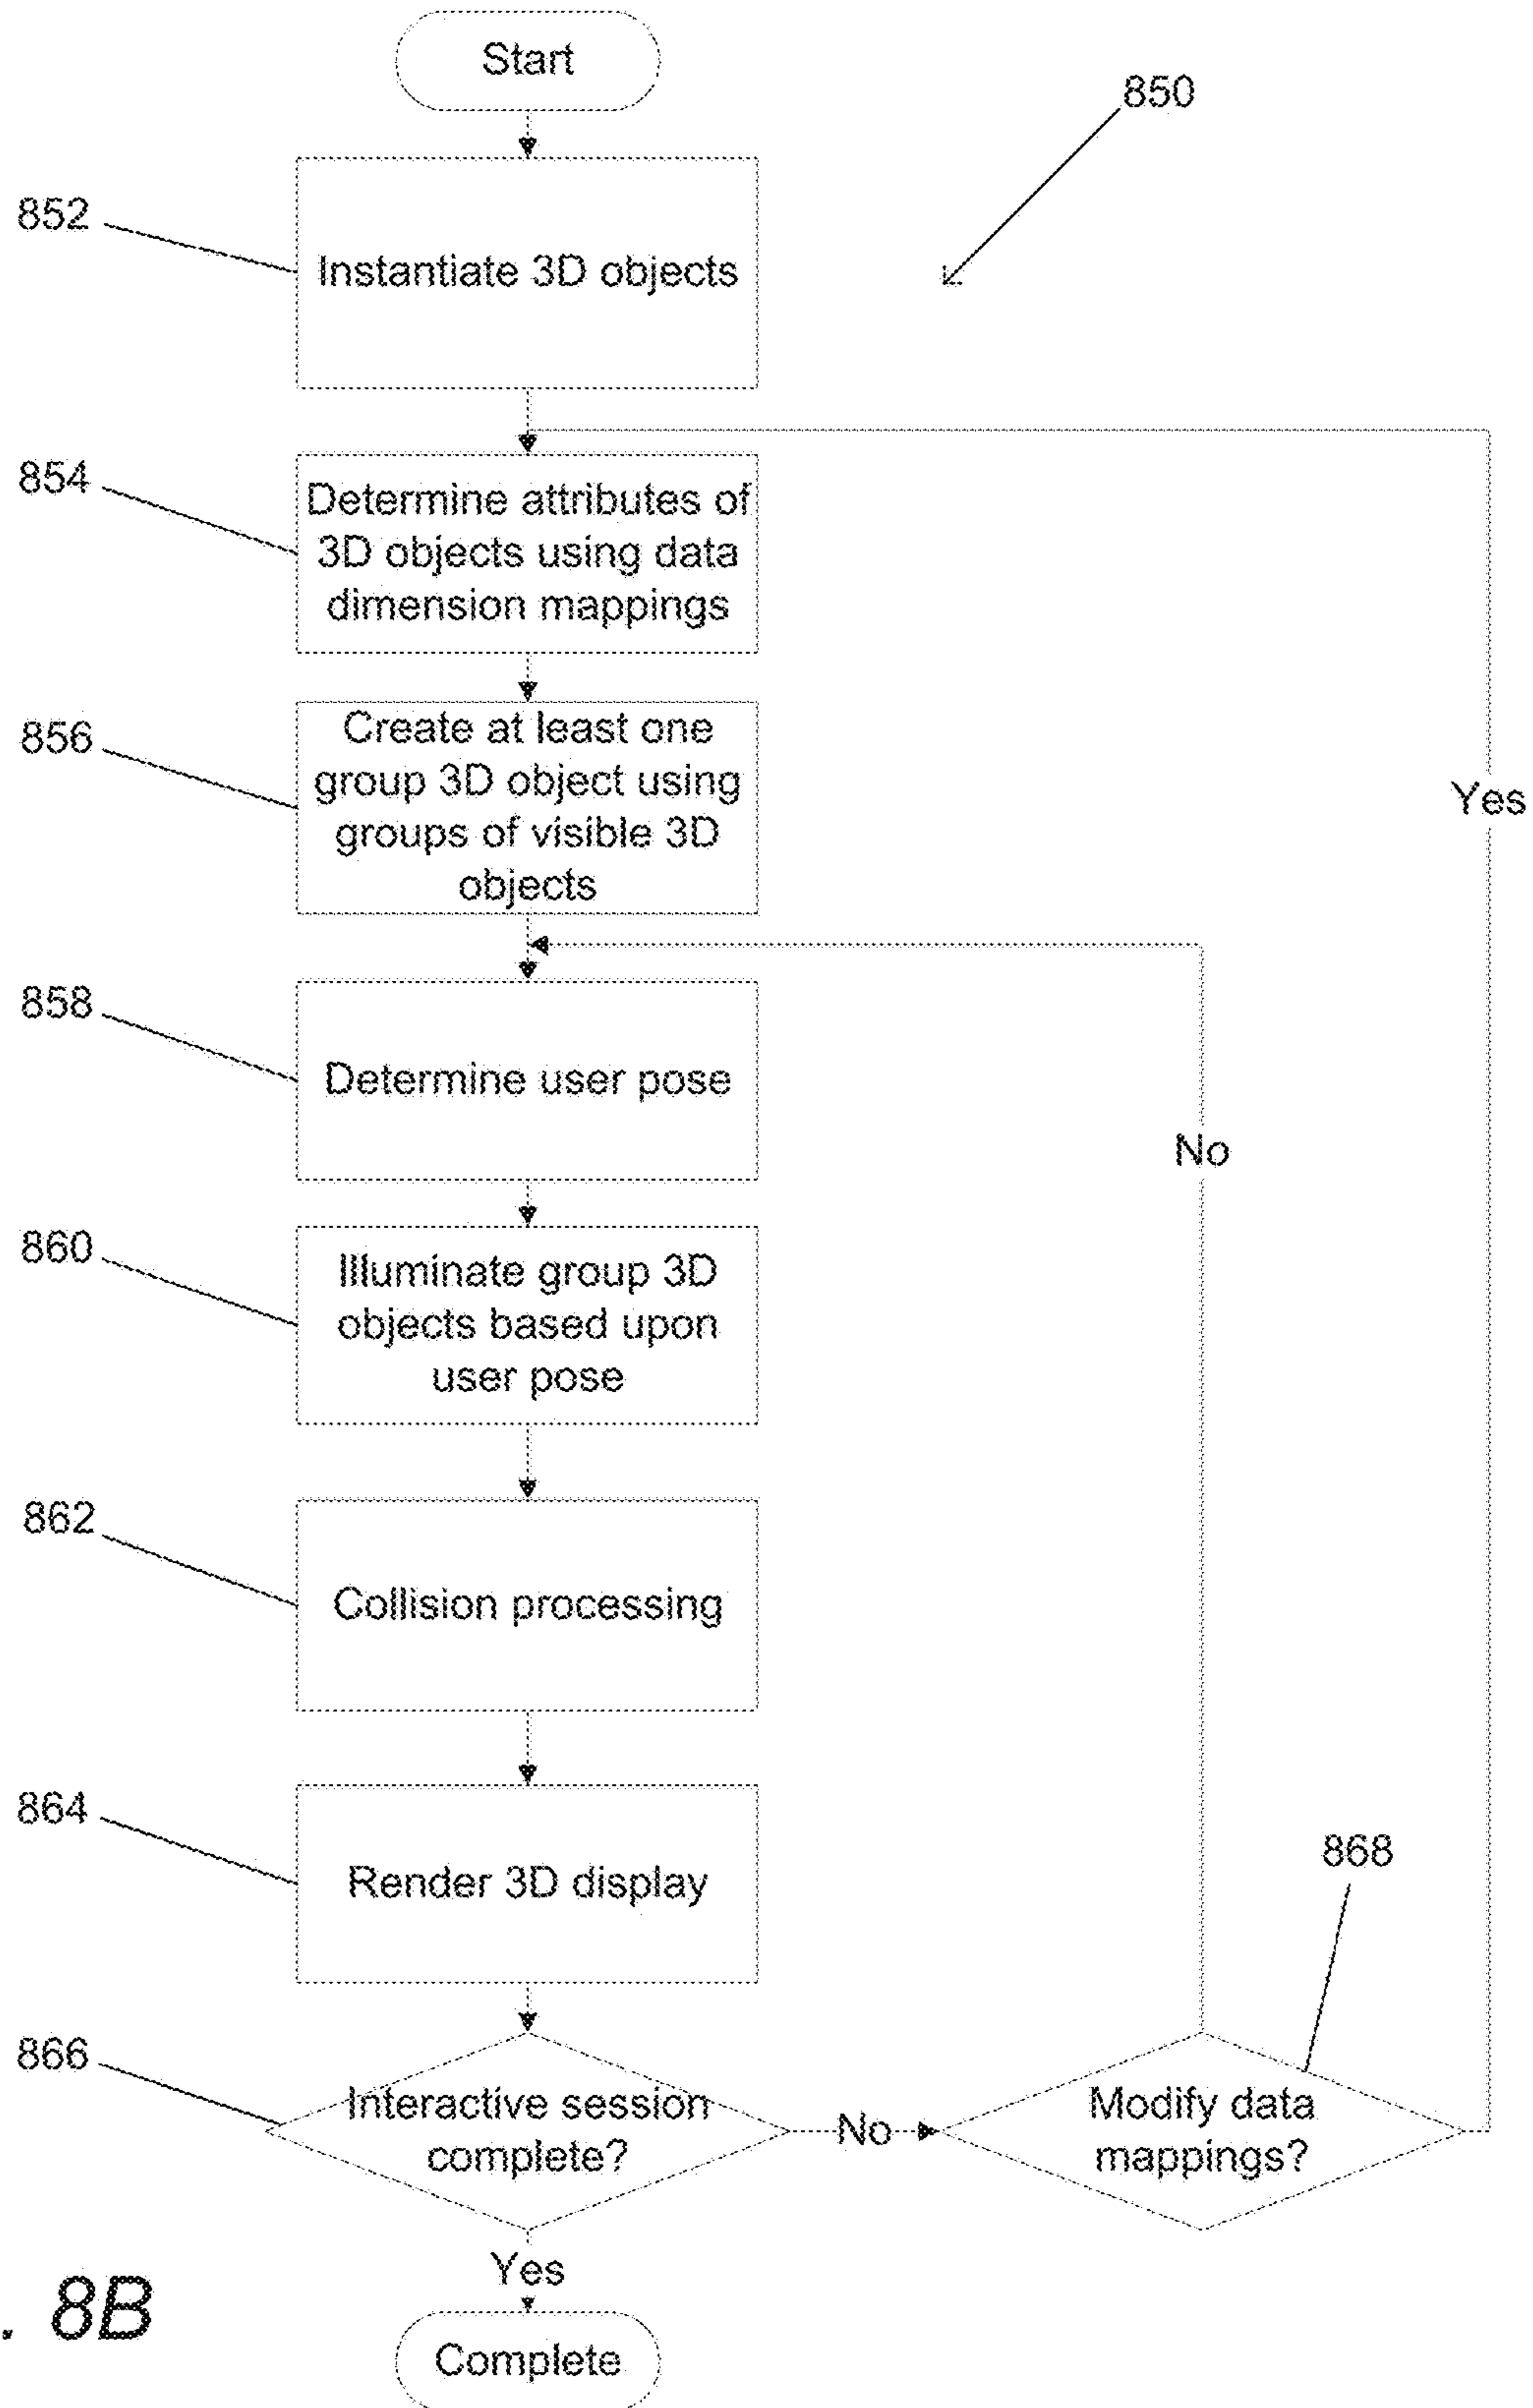 Start
850
852
Instantiate 3D objects
854
Determine attributes of
3D objects using data
dimension mappings
856
Create at least one
group 3D object using
groups of visible 3D
objects
Yes
858
Determine user pose
No
860
Illuminate group 3D
objects based upon
user pose
862
Collision processing
864
Render 3D display
868
866
Interactive session
complete?
No
Modify data
mappings?
Yes
. 8B
Complete